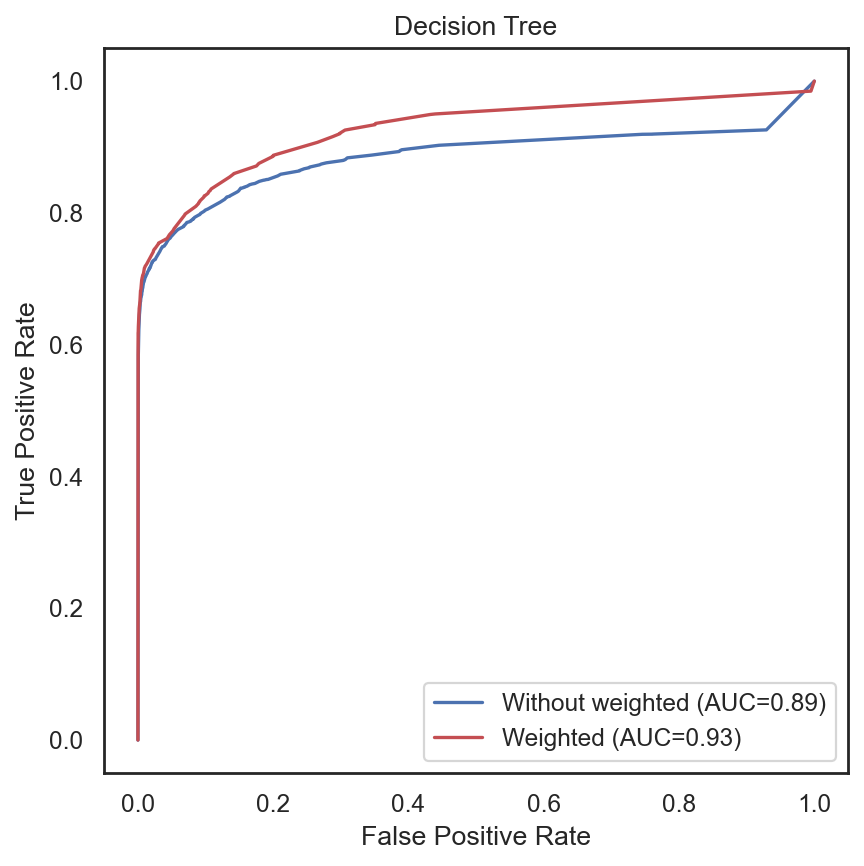 Decision Tree
True Positive Rate
1.0
0.8
0.6
0.4
0.2
0.0
Without weighted (AUC=0.89)
Weighted (AUC=0.93)
0.0 0.2 0.4 0.6 0.8 1.0
False Positive Rate